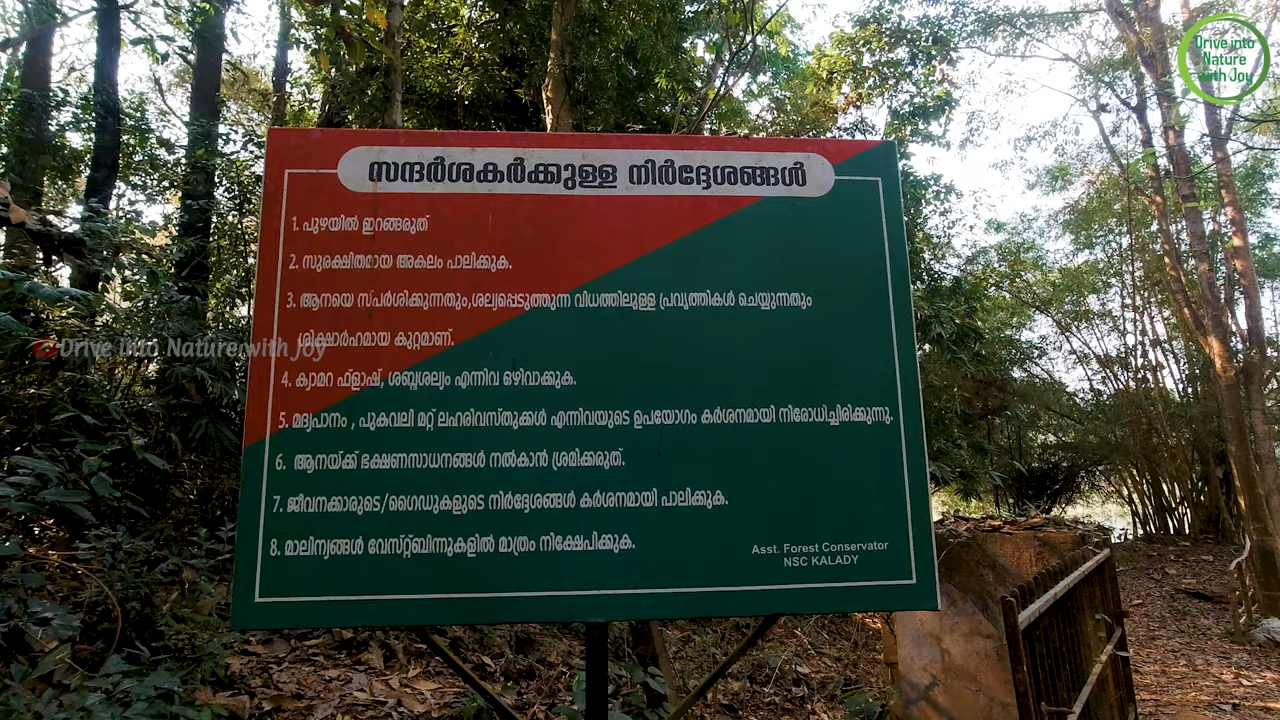 Drive into
Nature
with Joy
സന്ദർശകർക്കുള്ള നിർദ്ദേശങ്ങൾ
1. പുഴയിൽ ഇറങ്ങരുത്
2. സുരക്ഷിതമായ അകലം പാലിക്കുക.
3. ആനയെ സ്പർശിക്കുന്നതും,ശല്യപ്പെടുത്തുന്ന വിധത്തിലുള്ള പ്രവൃത്തികൾ ചെയ്യുന്നതും
ശിക്ഷാർഹമായ കുറ്റമാണ്.
Drive into Nature with Joy
4. ക്യാമറ ഫ്ളാഷ്, ശബ്ദശല്യം എന്നിവ ഒഴിവാക്കുക.
5. മദ്യപാനം , പുകവലി മറ്റ് ലഹരിവസ്തുക്കൾ എന്നിവയുടെ ഉപയോഗം കർശനമായി നിരോധിച്ചിരിക്കുന്നു.
6. ആനയ്ക്ക് ഭക്ഷണസാധനങ്ങൾ നൽകാൻ ശ്രമിക്കരുത്.
7. ജീവനക്കാരുടെ/ഗൈഡുകളുടെ നിർദ്ദേശങ്ങൾ കർശനമായി പാലിക്കുക.
8. മാലിന്യങ്ങൾ വേസ്റ്റ്ബിന്നുകളിൽ മാത്രം നിക്ഷേപിക്കുക.
Asst. Forest Conservator
NSC KALADY